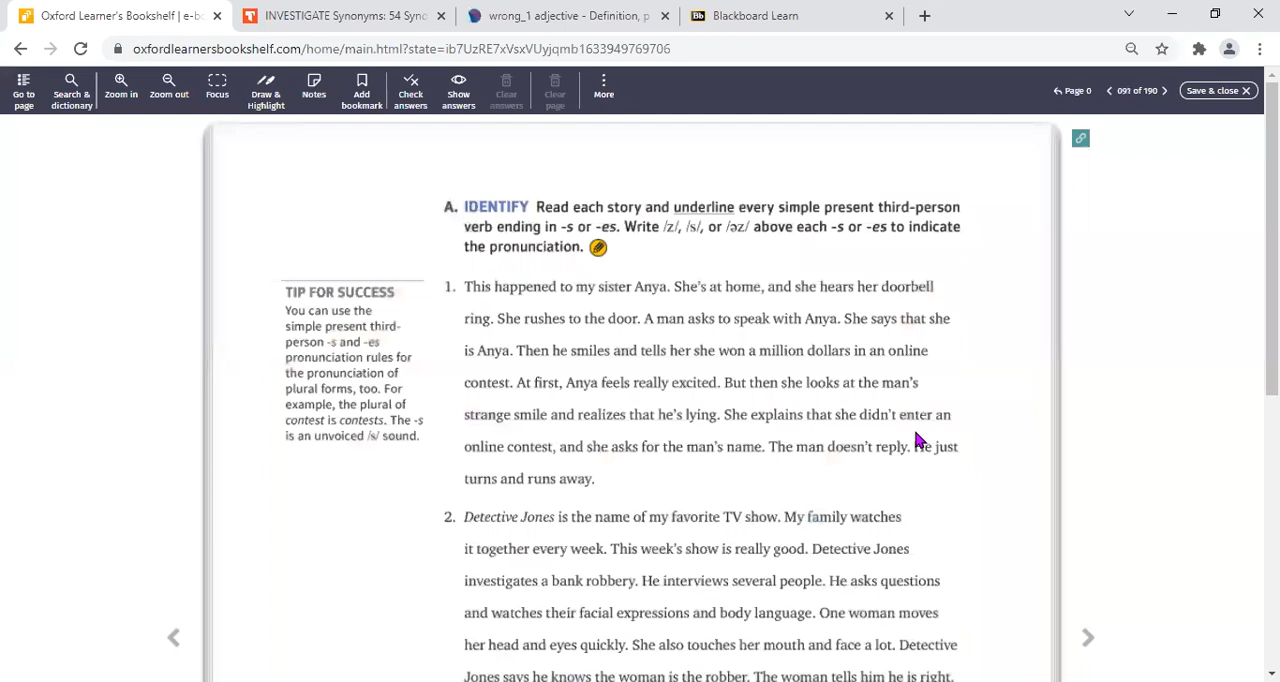 Oxford Learner's Bookshelf | e-b
INVESTIGATE Synonyms: 54 Syno
wrong_1 adjective - Definition, p
Bb Blackboard Learn
oxfordlearnersbookshelf.com/home/main.html?state=ib7UzRE7xVsxVUyjqmb1633949769706
Go to page
Search & dictionary
Zoom in
Zoom out
Focus
Draw & Highlight
Notes
Add bookmark
Check answers
Show answers
Clear answers
Clear page
More
Page 0
091 of 190
Save & close
A. IDENTIFY Read each story and underline every simple present third-person
verb ending in -s or -es. Write /z/, /s/, or /əz/ above each -s or -es to indicate
the pronunciation.
TIP FOR SUCCESS
You can use the
simple present third-
person -s and -es
pronunciation rules for
the pronunciation of
plural forms, too. For
example, the plural of
contest is contests. The -s
is an unvoiced /s/ sound.
1. This happened to my sister Anya. She's at home, and she hears her doorbell
ring. She rushes to the door. A man asks to speak with Anya. She says that she
is Anya. Then he smiles and tells her she won a million dollars in an online
contest. At first, Anya feels really excited. But then she looks at the man's
strange smile and realizes that he's lying. She explains that she didn't enter an
online contest, and she asks for the man's name. The man doesn't reply. He just
turns and runs away.
2. Detective Jones is the name of my favorite TV show. My family watches
it together every week. This week's show is really good. Detective Jones
investigates a bank robbery. He interviews several people. He asks questions
and watches their facial expressions and body language. One woman moves
her head and eyes quickly. She also touches her mouth and face a lot. Detective
Jones says he knows the woman is the robber. The woman tells him he is right.